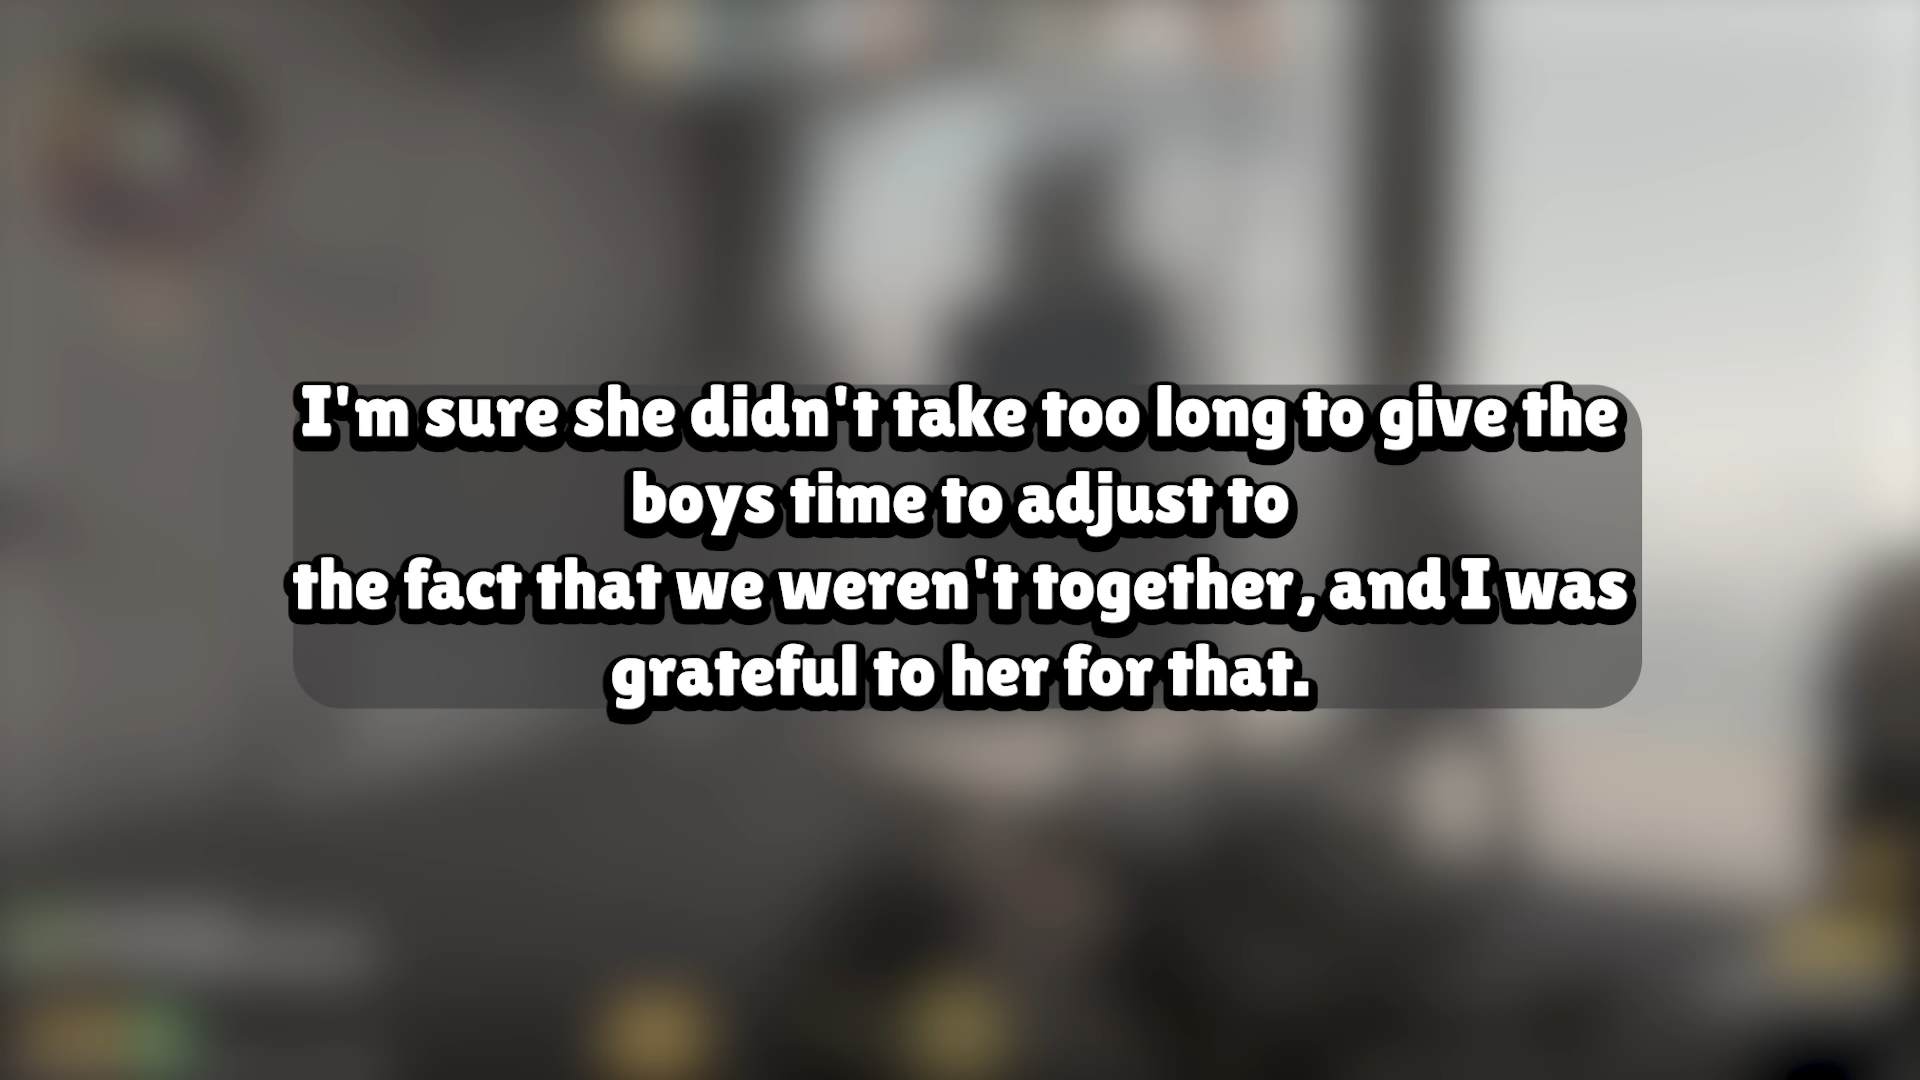 I'm sure she didn't take too long to give the
boys time to adjust to
the fact that we weren't together, and I was
grateful to her for that.